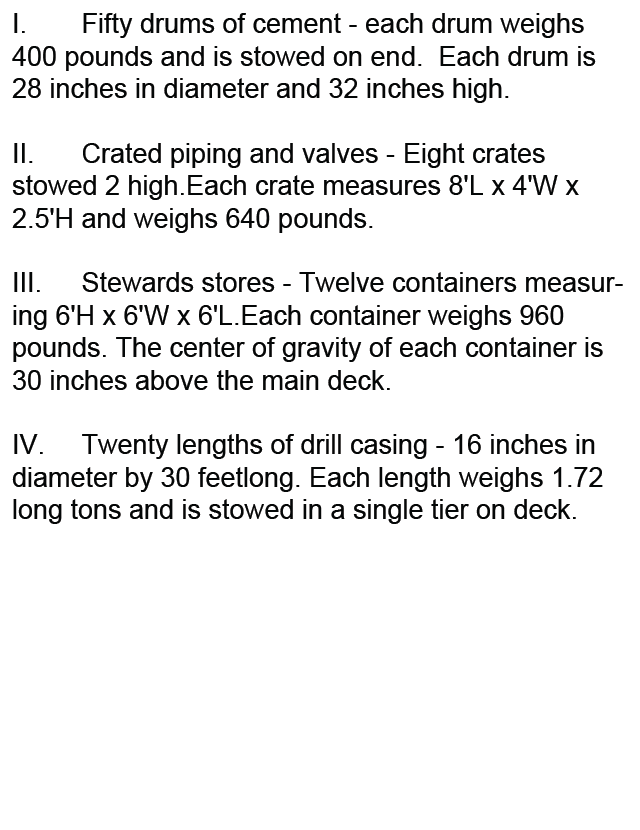 I. Fifty drums of cement - each drum weighs
400 pounds and is stowed on end. Each drum is
28 inches in diameter and 32 inches high.
II. Crated piping and valves - Eight crates
stowed 2 high.Each crate measures 8'L x 4'W x
2.5'H and weighs 640 pounds.
III. Stewards stores - Twelve containers measur-
ing 6'H x 6'W x 6'L.Each container weighs 960
pounds. The center of gravity of each container is
30 inches above the main deck.
IV. Twenty lengths of drill casing - 16 inches in
diameter by 30 feetlong. Each length weighs 1.72
long tons and is stowed in a single tier on deck.